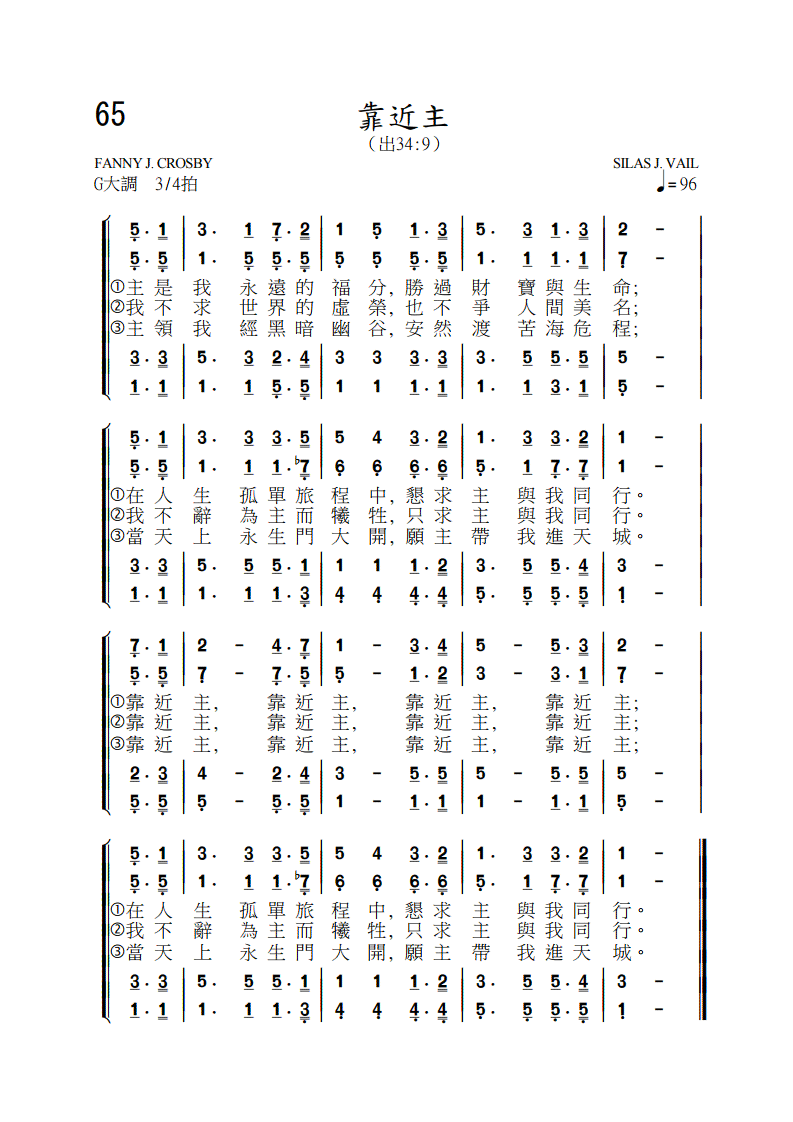 65
靠近主
（出34:9）
FANNY J. CROSBY
SILAS J. VAIL
G大調 3/4拍
♩=96
5̣. 1 | 3. 1 7̣. 2 | 1 5̣ 1. 3 | 5. 3 1. 3 | 2 –
5̣. 5̣ | 1. 5̣ 5̣. 5̣ | 5̣ 5̣ 5̣. 5̣ | 1. 1 1. 1 | 7̣ –
①主是我永遠的福分,勝過財寶與生命;
②我不求世界的虛榮,也不爭人間美名;
③主領我經黑暗幽谷,安然渡苦海危程;
3. 3 | 5. 3 2. 4 | 3 3 3. 3 | 3. 5 5. 5 | 5 –
1. 1 | 1. 1 5̣. 5̣ | 1 1 1. 1 | 1. 1 3. 1 | 5̣ –
5̣. 1 | 3. 3 3. 5 | 5 4 3. 2 | 1. 3 3. 2 | 1 –
5̣. 5̣ | 1. 1 1. ♭7̣ | 6̣ 6̣ 6̣. 6̣ | 5̣. 1 7̣. 7̣ | 1 –
①在人生孤單旅程中,懇求主與我同行。
②我不辭為主而犧牲,只求主與我同行。
③當天上永生門大開,願主帶我進天城。
3. 3 | 5. 5 5. 1 | 1 1 1. 2 | 3. 5 5. 4 | 3 –
1. 1 | 1. 1 1. 3̣ | 4̣ 4̣ 4̣. 4̣ | 5̣. 5̣ 5̣. 5̣ | 1̣ –
7̣. 1 | 2 – 4. 7̣ | 1 – 3. 4 | 5 – 5. 3 | 2 –
5̣. 5̣ | 7̣ – 7̣. 5̣ | 5̣ – 1. 2 | 3 – 3. 1 | 7̣ –
①靠近主, 靠近主, 靠近主, 靠近主;
②靠近主, 靠近主, 靠近主, 靠近主;
③靠近主, 靠近主, 靠近主, 靠近主;
2. 3 | 4 – 2. 4 | 3 – 5. 5 | 5 – 5. 5 | 5 –
5̣. 5̣ | 5̣ – 5̣. 5̣ | 1 – 1. 1 | 1 – 1. 1 | 5̣ –
5̣. 1 | 3. 3 3. 5 | 5 4 3. 2 | 1. 3 3. 2 | 1 –
5̣. 5̣ | 1. 1 1. ♭7̣ | 6̣ 6̣ 6̣. 6̣ | 5̣. 1 7̣. 7̣ | 1 –
①在人生孤單旅程中,懇求主與我同行。
②我不辭為主而犧牲,只求主與我同行。
③當天上永生門大開,願主帶我進天城。
3. 3 | 5. 5 5. 1 | 1 1 1. 2 | 3. 5 5. 4 | 3 –
1. 1 | 1. 1 1. 3̣ | 4̣ 4̣ 4̣. 4̣ | 5̣. 5̣ 5̣. 5̣ | 1̣ –